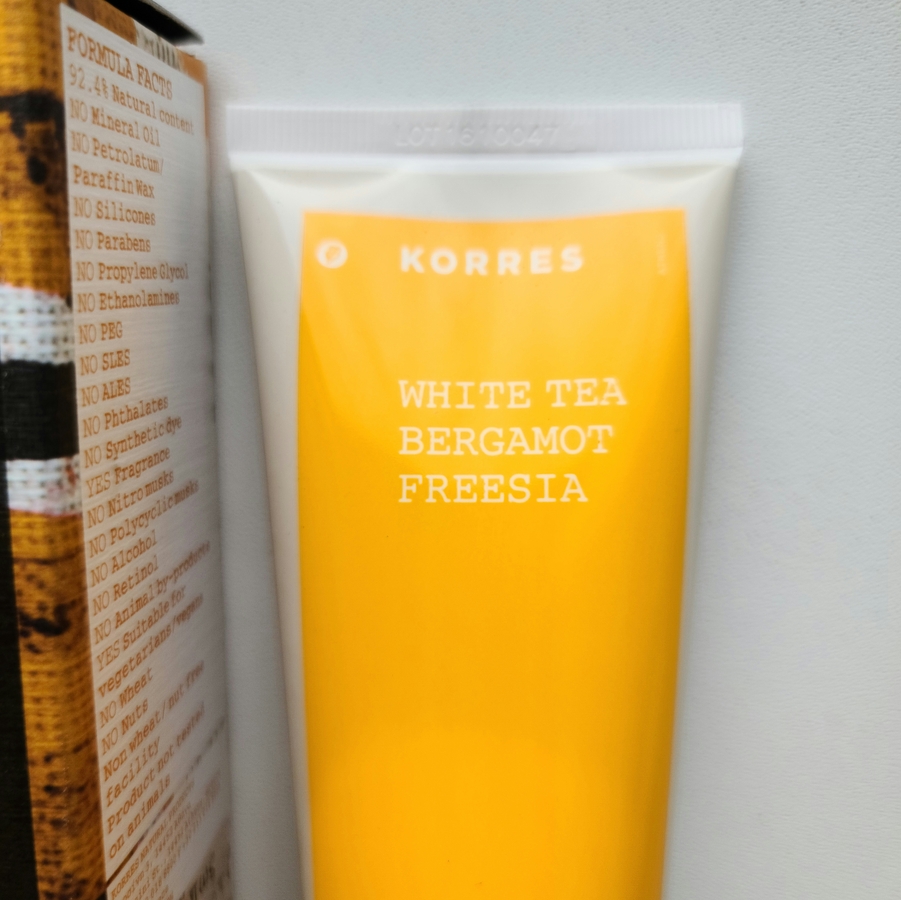 FORMULA FACTS
92.4% Natural content
NO Mineral Oil
NO Petrolatum/
Paraffin Wax
NO Silicones
NO Parabens
NO Propylene Glycol
NO Ethanolamines
NO PEG
NO SLES
NO ALES
NO Phthalates
NO Synthetic dye
YES Fragrance
NO Nitro musks
NO Polycyclic musks
NO Alcohol
NO Retinol
NO Animal by-products
YES Suitable for
vegetarians/vegans
NO Wheat
NO Nuts
Non wheat/nut free
facility
Product not tested
on animals
LOT 1610047
KORRES
WHITE TEA
BERGAMOT
FREESIA